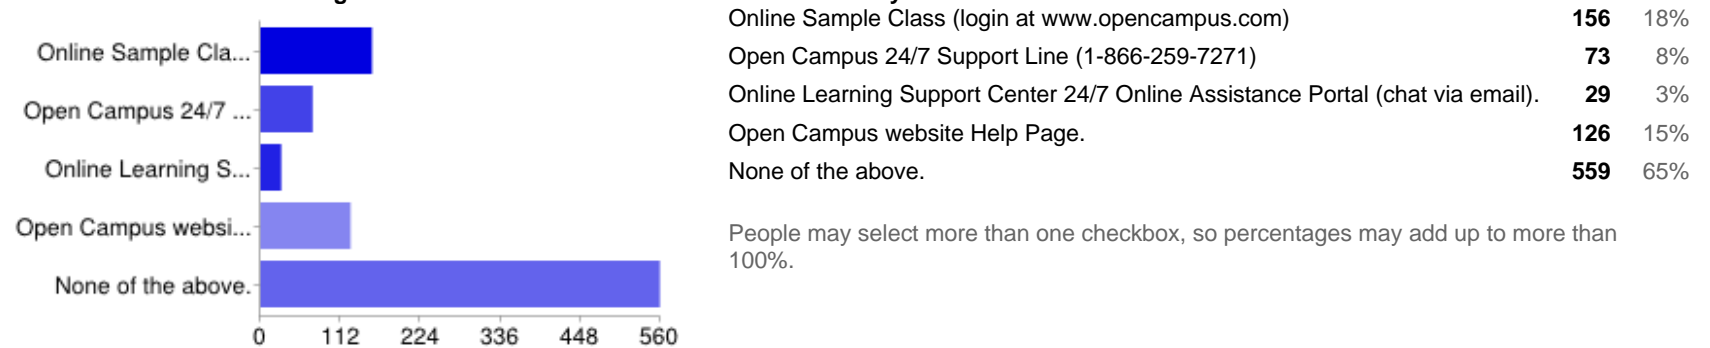 Online Sample Cla...
Open Campus 24/7 ...
Online Learning S...
Open Campus websi...
None of the above.
0 112 224 336 448 560
Online Sample Class (login at www.opencampus.com) 156 18%
Open Campus 24/7 Support Line (1-866-259-7271) 73 8%
Online Learning Support Center 24/7 Online Assistance Portal (chat via email). 29 3%
Open Campus website Help Page. 126 15%
None of the above. 559 65%
People may select more than one checkbox, so percentages may add up to more than
100%.